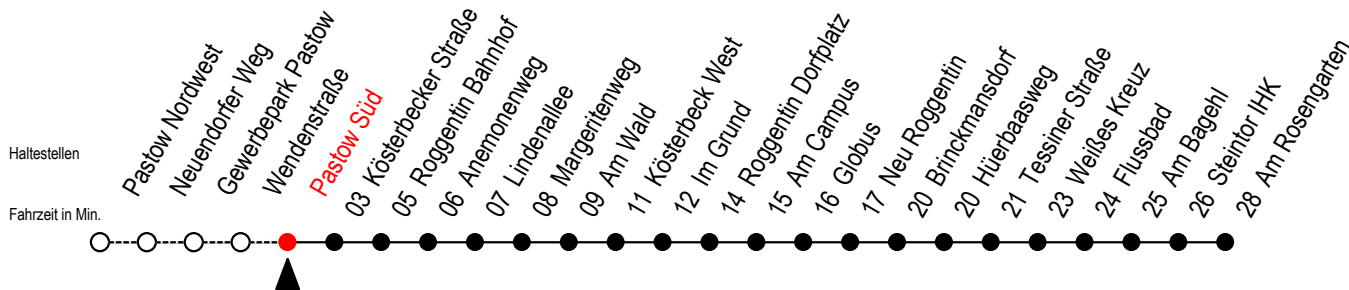 Haltestellen
Fahrzeit in Min.
Pastow Nordwest
Neuendorfer Weg
Gewerbepark Pastow
Wendenstraße
Pastow Süd
03 Kösterbecker Straße
05 Roggentin Bahnhof
06 Anemonenweg
07 Lindenallee
08 Margeritenweg
09 Am Wald
11 Kösterbeck West
12 Im Grund
14 Roggentin Dorfplatz
15 Am Campus
16 Globus
17 Neu Roggentin
20 Brinckmansdorf
20 Hüerbaasweg
21 Tessiner Straße
23 Weißes Kreuz
24 Flussbad
25 Am Bagehl
26 Steintor IHK
28 Am Rosengarten